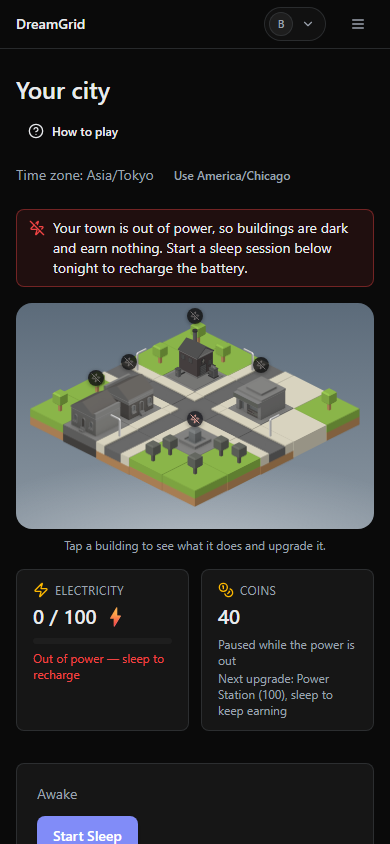 DreamGrid
B
Your city
How to play
Time zone: Asia/Tokyo
Use America/Chicago
Your town is out of power, so buildings are dark
and earn nothing. Start a sleep session below
tonight to recharge the battery.
Tap a building to see what it does and upgrade it.
ELECTRICITY
0 / 100
Out of power — sleep to
recharge
COINS
40
Paused while the power is
out
Next upgrade: Power
Station (100), sleep to
keep earning
Awake
Start Sleep